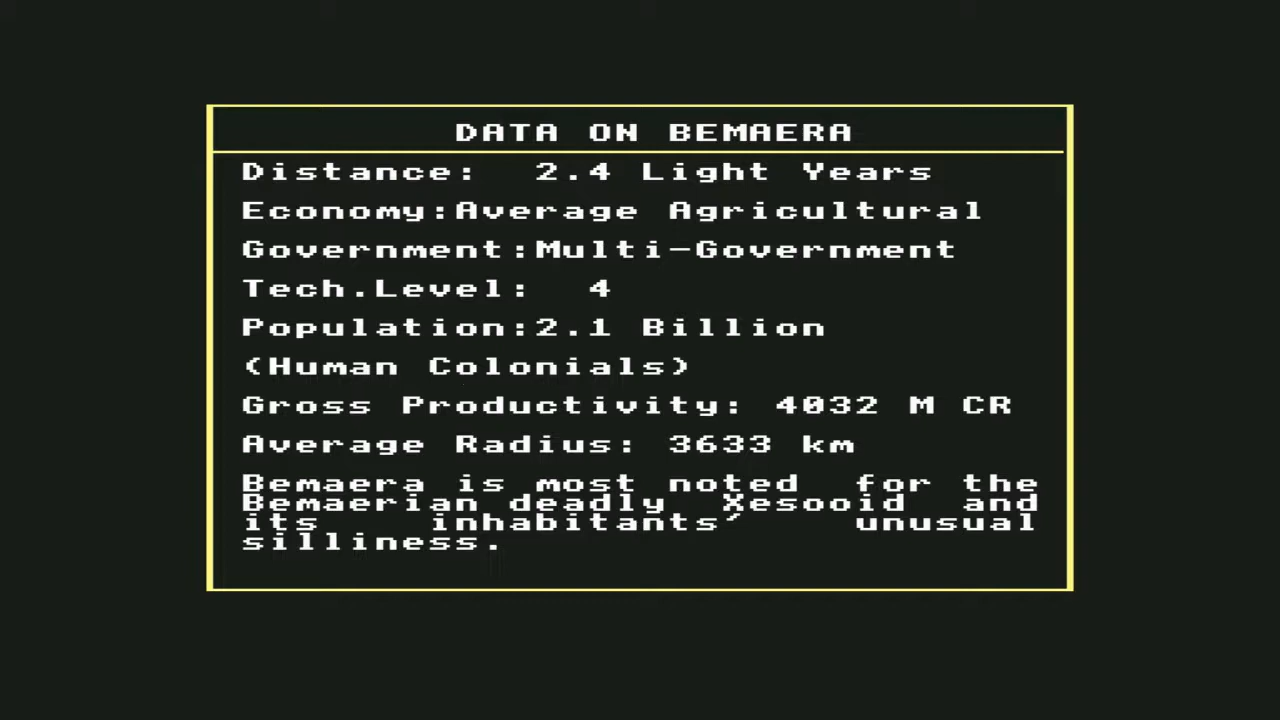 DATA ON BEMAERA
Distance: 2.4 Light Years
Economy:Average Agricultural
Government:Multi-Government
Tech.Level: 4
Population:2.1 Billion
(Human Colonials)
Gross Productivity: 4032 M CR
Average Radius: 3633 km
Bemaera is most noted for the
Bemaerian deadly Xesooid and
its inhabitants' unusual
silliness.